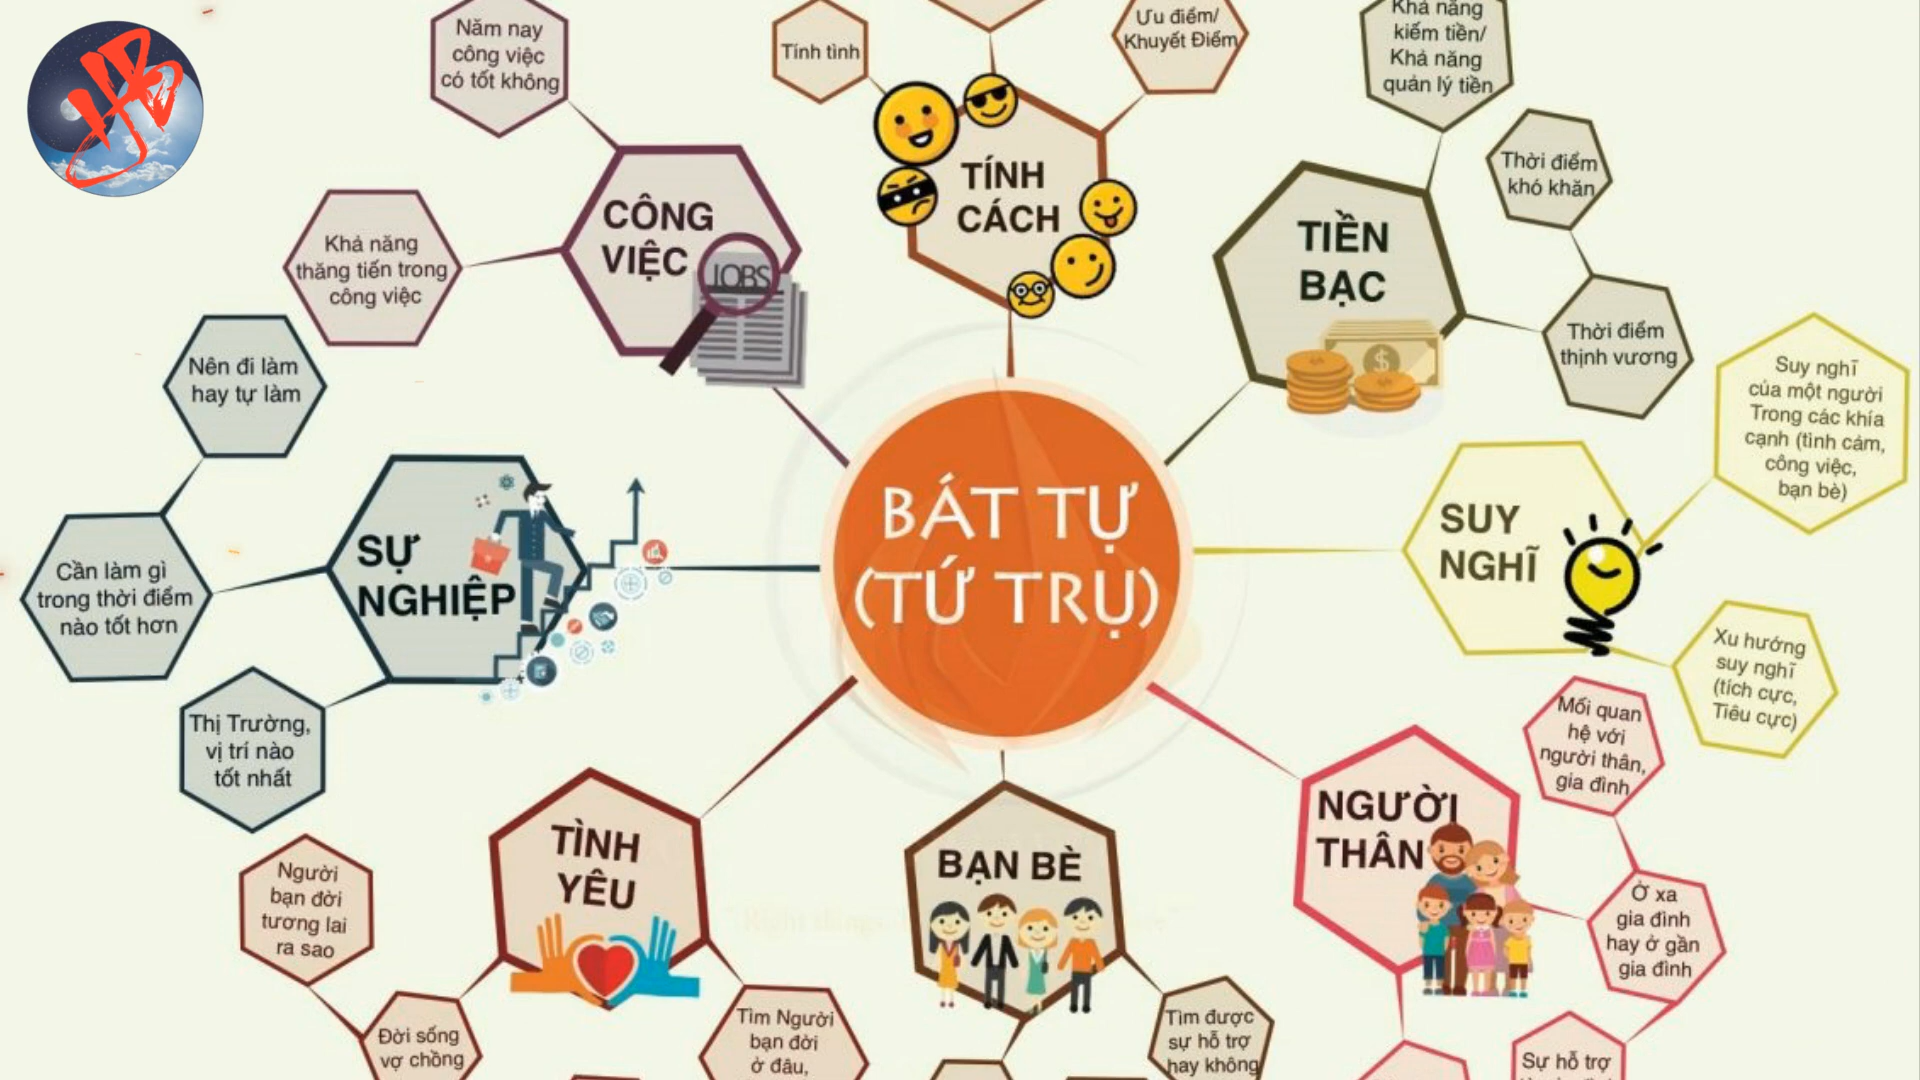 Năm nay
công việc
có tốt không
Tính tình
Ưu điểm/
Khuyết Điểm
Khả năng
kiếm tiền/
Khả năng
quản lý tiền
Thời điểm
khó khăn
TÍNH
CÁCH
CÔNG
VIỆC
JOBS
TIỀN
BẠC
Khả năng
thăng tiến trong
công việc
Thời điểm
thịnh vương
Nên đi làm
hay tự làm
Suy nghĩ
của một người
Trong các khía
cạnh (tình cảm,
công việc,
bạn bè)
BÁT TỰ
(TỨ TRỤ)
SỰ
NGHIỆP
SUY
NGHĨ
Cần làm gì
trong thời điểm
nào tốt hơn
Xu hướng
suy nghĩ
(tích cực,
Tiêu cực)
Thị Trường,
vị trí nào
tốt nhất
Mối quan
hệ với
người thân,
gia đình
TÌNH
YÊU
BẠN BÈ
NGƯỜI
THÂN
Người
bạn đời
tương lai
ra sao
Ở xa
gia đình
hay ở gần
gia đình
Đời sống
vợ chồng
Tìm Người
bạn đời
ở đâu,
Tìm được
sự hỗ trợ
hay không
Sự hỗ trợ